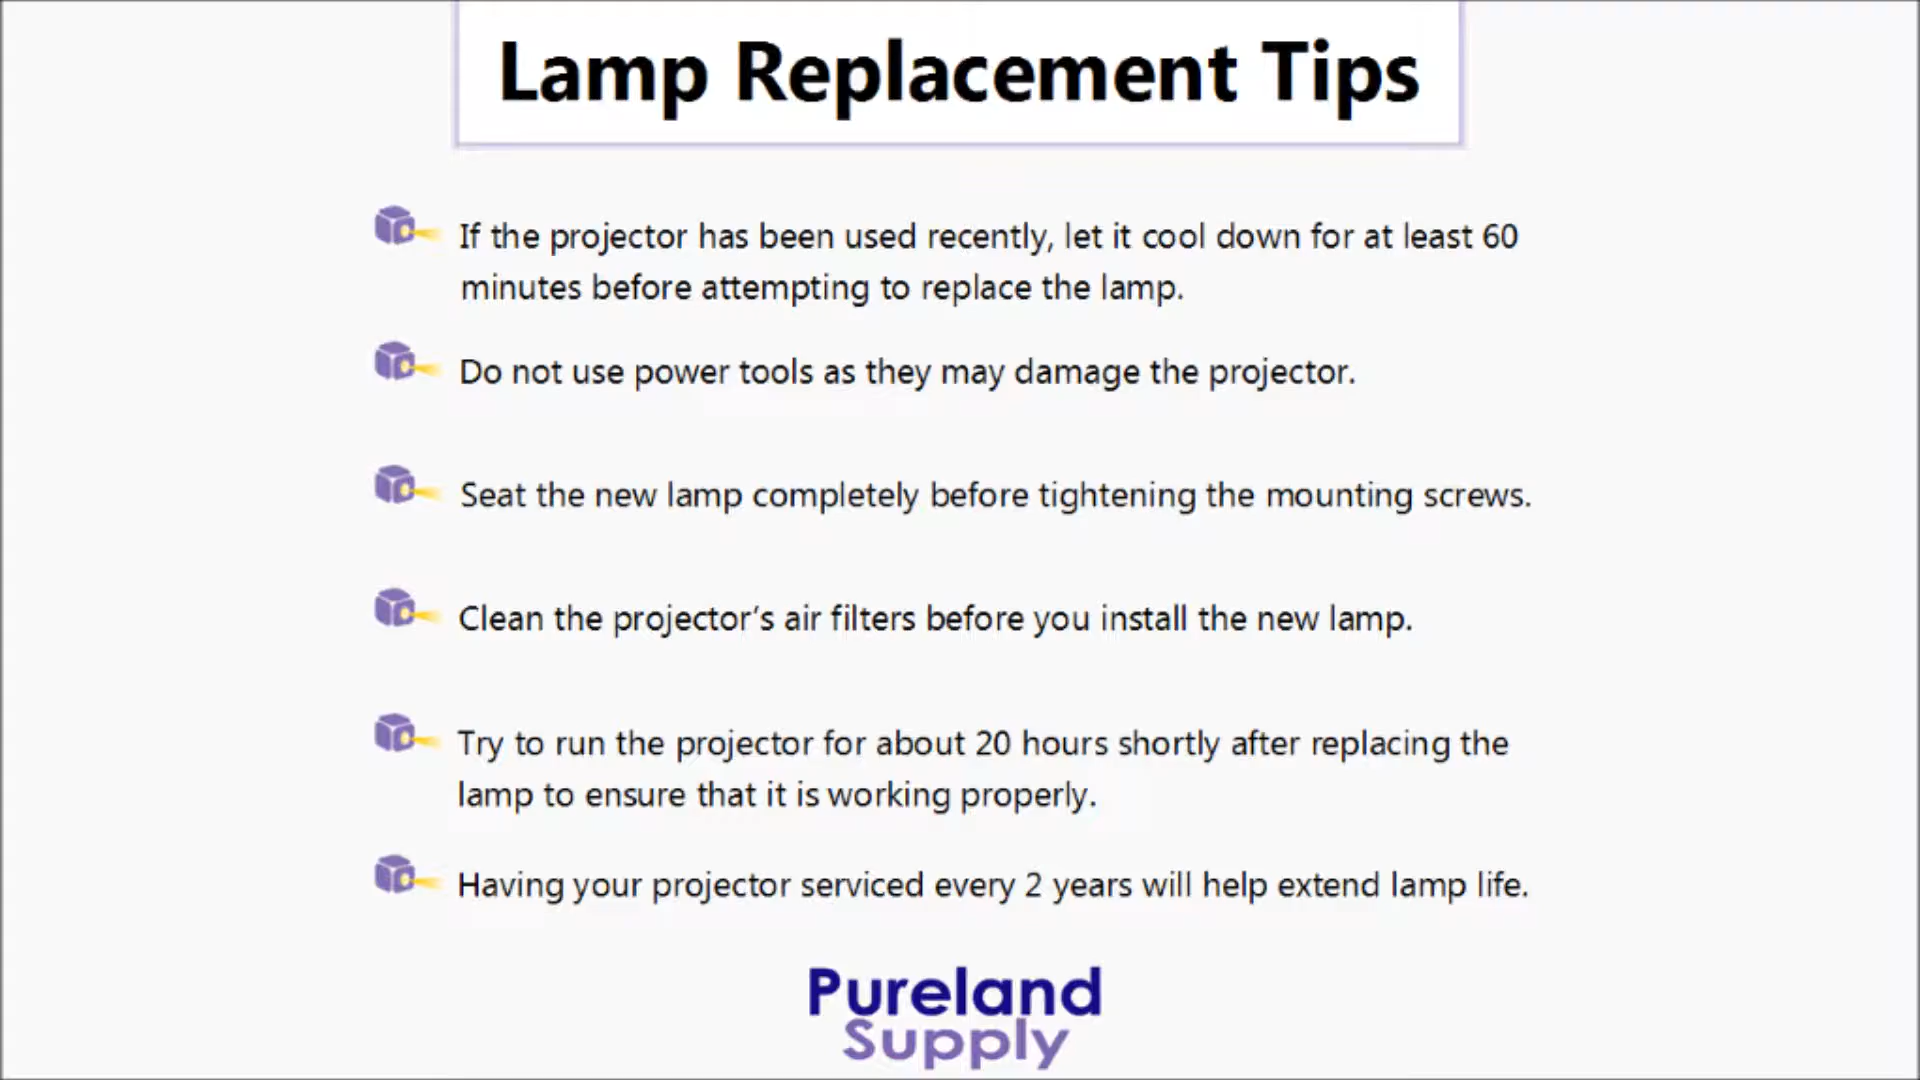 Lamp Replacement Tips
If the projector has been used recently, let it cool down for at least 60
minutes before attempting to replace the lamp.
Do not use power tools as they may damage the projector.
Seat the new lamp completely before tightening the mounting screws.
Clean the projector’s air filters before you install the new lamp.
Try to run the projector for about 20 hours shortly after replacing the
lamp to ensure that it is working properly.
Having your projector serviced every 2 years will help extend lamp life.
Pureland
Supply